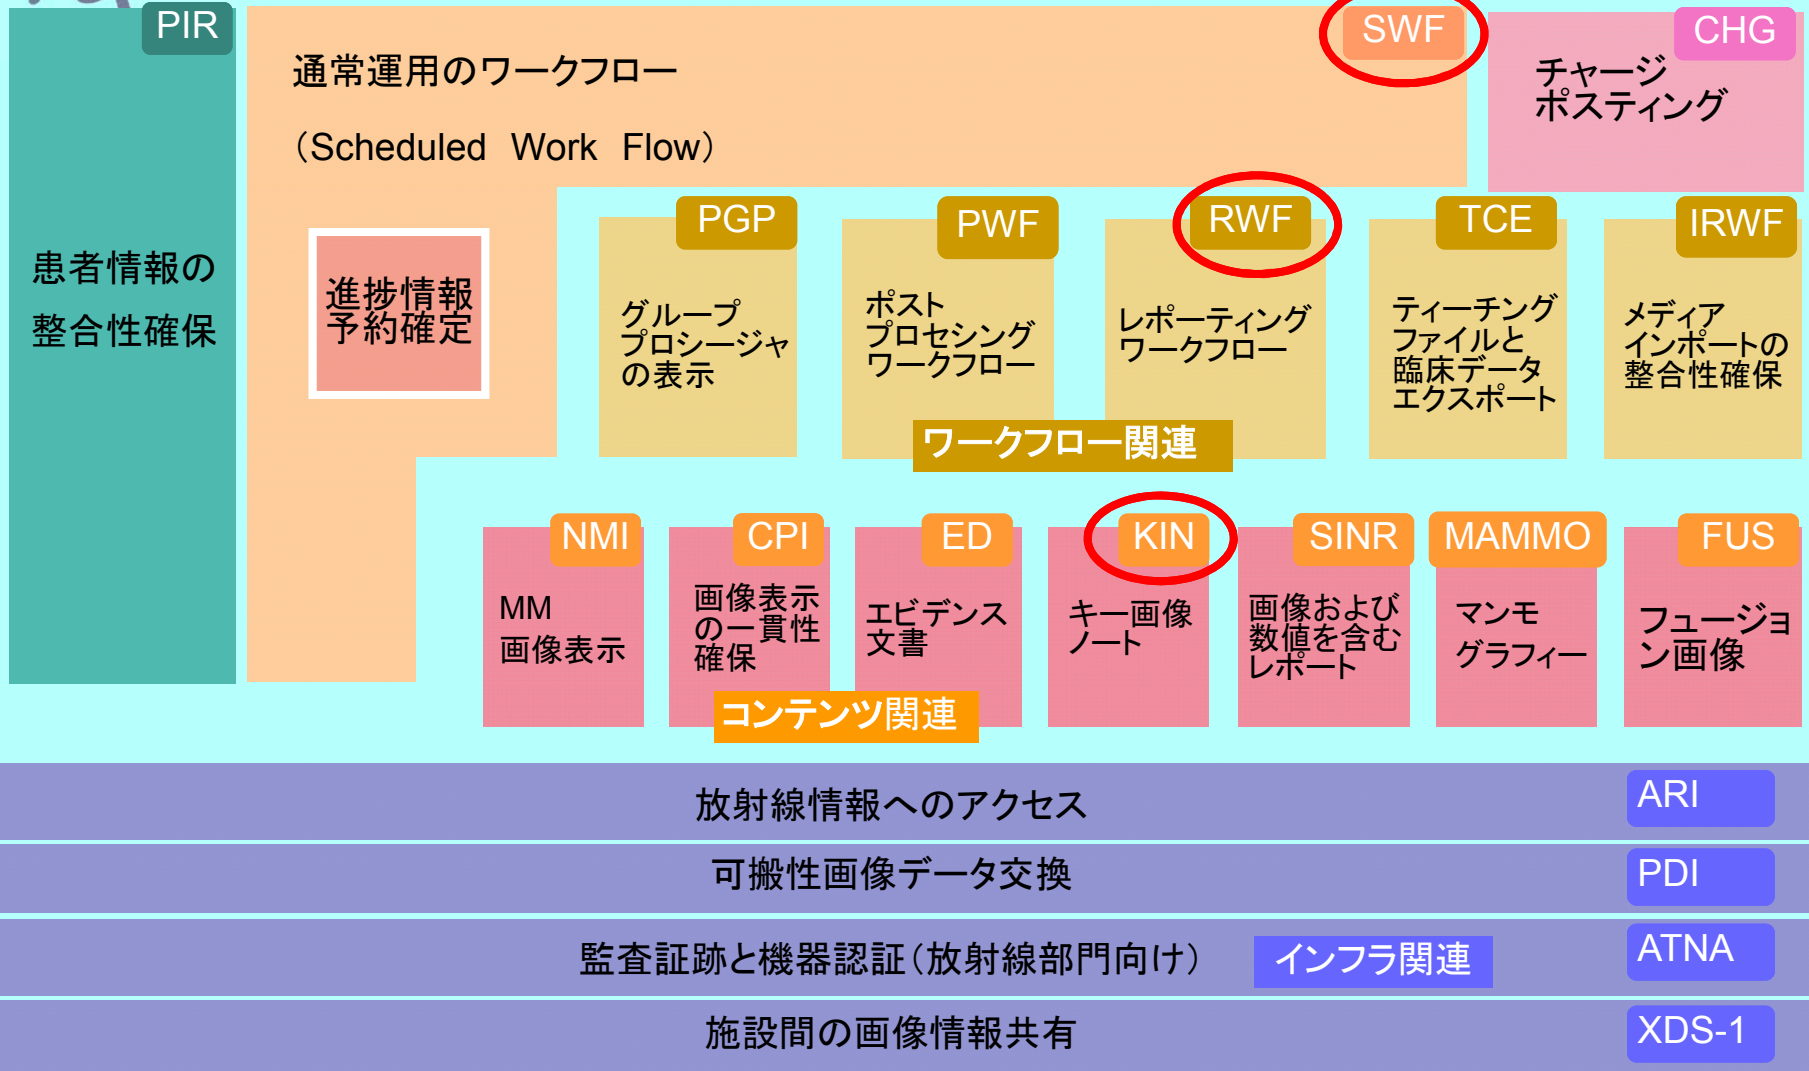 PIR
患者情報の
整合性確保
SWF
通常運用のワークフロー
（Scheduled Work Flow）
進捗情報
予約確定
CHG
チャージ
ポスティング
PGP
グループ
プロシージャ
の表示
PWF
ポスト
プロセシング
ワークフロー
RWF
レポーティング
ワークフロー
TCE
ティーチング
ファイルと
臨床データ
エクスポート
IRWF
メディア
インポートの
整合性確保
ワークフロー関連
NMI
MM
画像表示
CPI
画像表示
の一貫性
確保
ED
エビデンス
文書
KIN
キー画像
ノート
SINR
画像および
数値を含む
レポート
MAMMO
マンモ
グラフィー
FUS
フュージョ
ン画像
コンテンツ関連
放射線情報へのアクセス
ARI
可搬性画像データ交換
PDI
監査証跡と機器認証（放射線部門向け）
インフラ関連
ATNA
施設間の画像情報共有
XDS-1